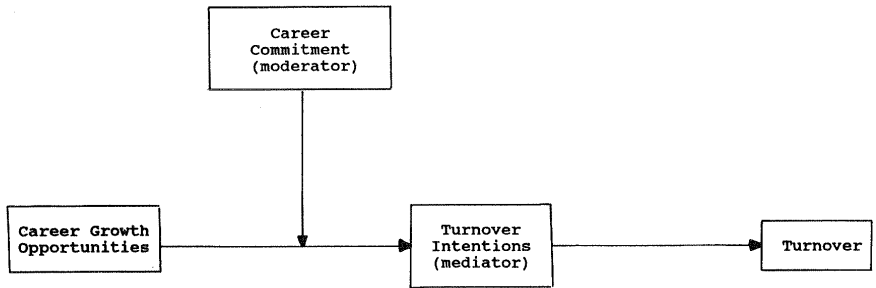 Career
Commitment
(moderator)
Career Growth
Opportunities
Turnover
Intentions
(mediator)
Turnover